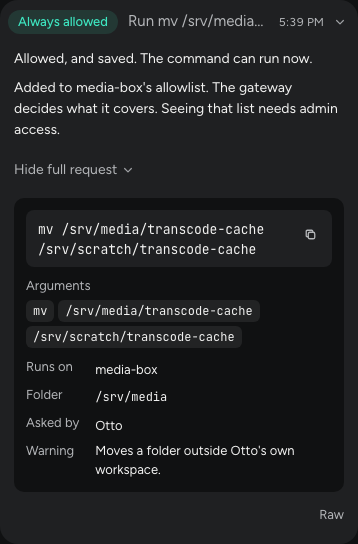 Always allowed Run mv /srv/media... 5:39 PM
Allowed, and saved. The command can run now.
Added to media-box's allowlist. The gateway
decides what it covers. Seeing that list needs admin
access.
Hide full request
mv /srv/media/transcode-cache
/srv/scratch/transcode-cache
Arguments
mv /srv/media/transcode-cache
/srv/scratch/transcode-cache
Runs on media-box
Folder /srv/media
Asked by Otto
Warning Moves a folder outside Otto's own
workspace.
Raw